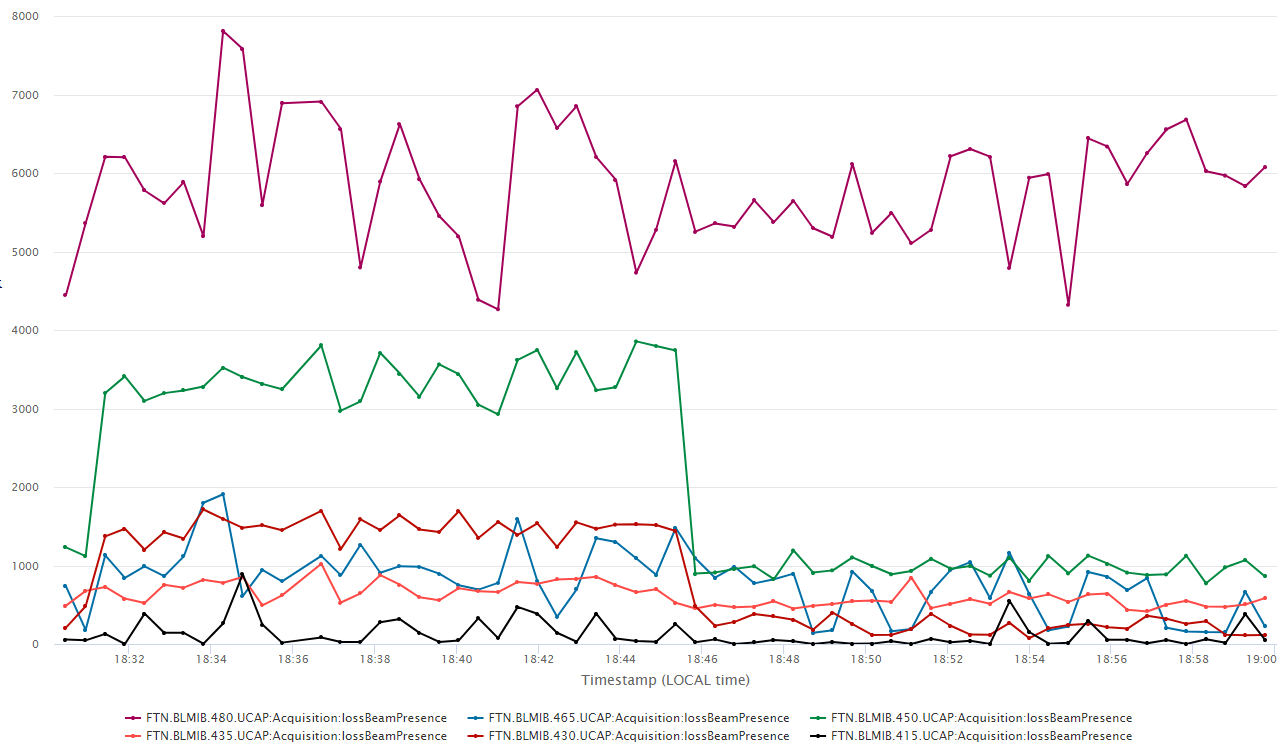 8000
7000
6000
5000
4000
3000
2000
1000
0
18:32 18:34 18:36 18:38 18:40 18:42 18:44 18:46 18:48 18:50 18:52 18:54 18:56 18:58 19:00
Timestamp (LOCAL time)
FTN.BLMIB.480.UCAP:Acquisition:lossBeamPresence FTN.BLMIB.465.UCAP:Acquisition:lossBeamPresence FTN.BLMIB.450.UCAP:Acquisition:lossBeamPresence
FTN.BLMIB.435.UCAP:Acquisition:lossBeamPresence FTN.BLMIB.430.UCAP:Acquisition:lossBeamPresence FTN.BLMIB.415.UCAP:Acquisition:lossBeamPresence